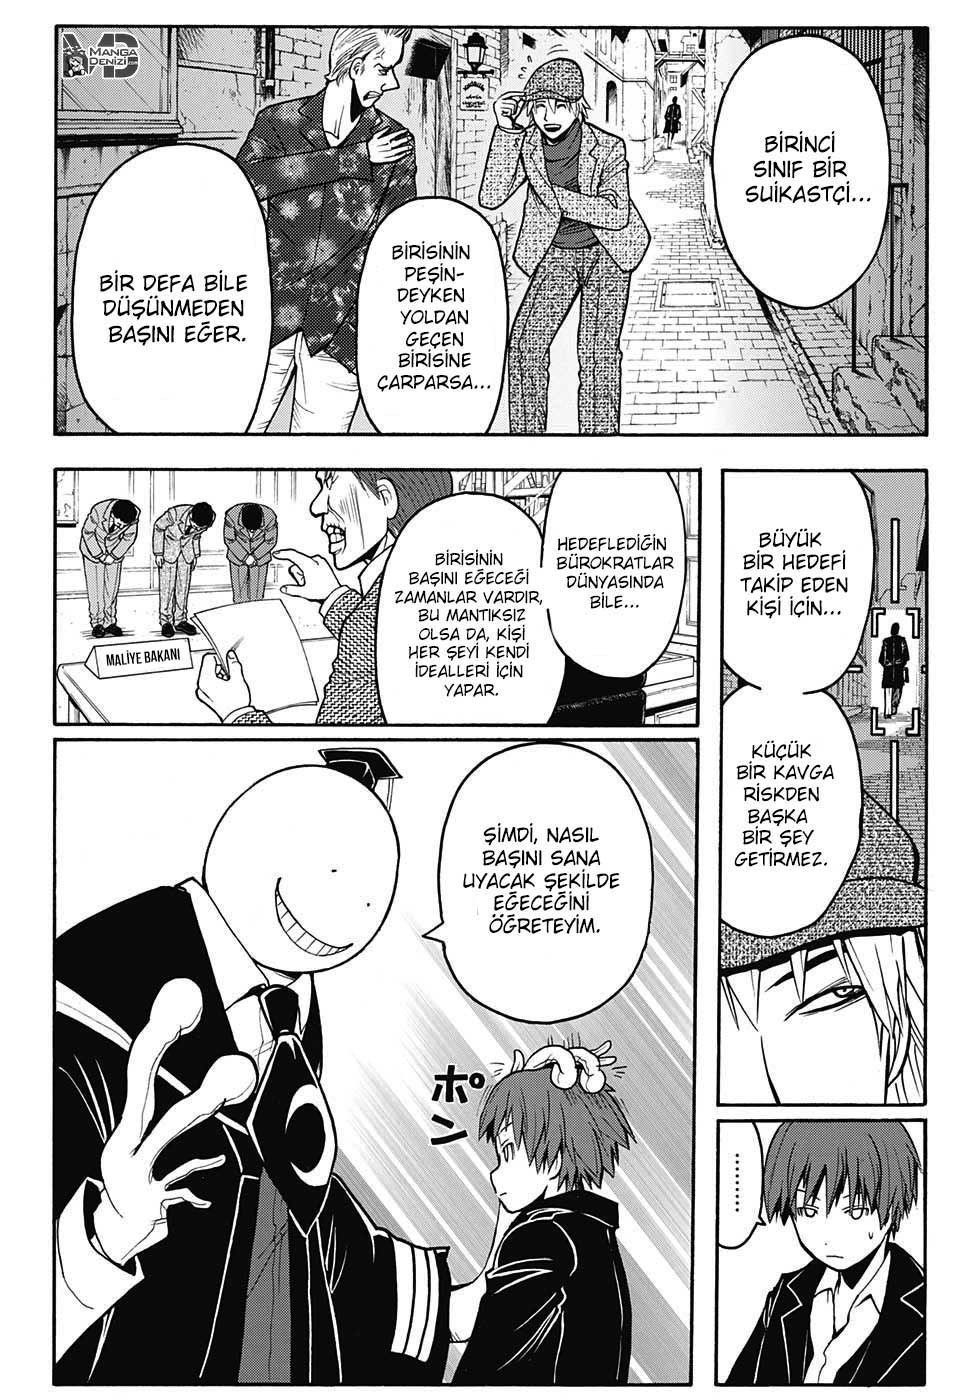 MANGA
DENİZİ.com
BİRİNCİ
SINIF BİR
SUİKASTÇİ...
BİRİSİNİN
PEŞİN-
DEYKEN
YOLDAN
GEÇEN
BİRİSİNE
ÇARPARSA...
BİR DEFA BİLE
DÜŞÜNMEDEN
BAŞINI EĞER.
BÜYÜK
BİR HEDEFİ
TAKİP EDEN
KİŞİ İÇİN...
KÜÇÜK
BİR KAVGA
RİSKDEN
BAŞKA
BİR ŞEY
GETİRMEZ.
HEDEFLEDİĞİN
BÜROKRATLAR
DÜNYASINDA
BİLE...
BİRİSİNİN
BAŞINI EĞECEĞİ
ZAMANLAR VARDIR,
BU MANTIKSIZ
OLSA DA, KİŞİ
HER ŞEYİ KENDİ
İDEALLERİ İÇİN
YAPAR.
MALİYE BAKANI
.........
ŞİMDİ, NASIL
BAŞINI SANA
UYACAK ŞEKİLDE
EĞECEĞİNİ
ÖĞRETEYİM.
ポン